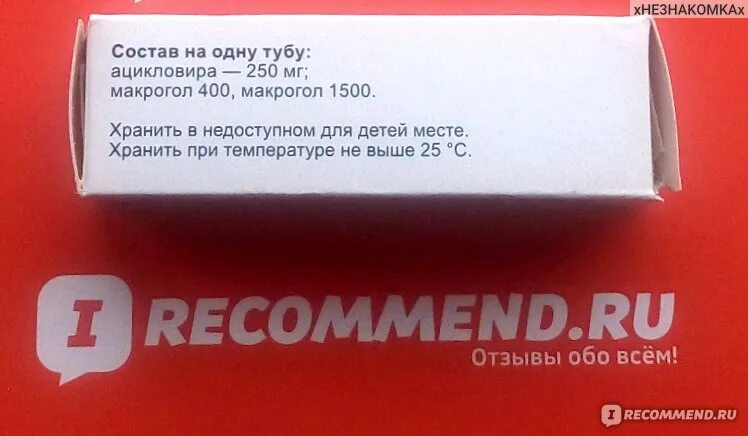 xНЕЗНАКОМКАx
Состав на одну тубу:
ацикловира — 250 мг;
макрогол 400, макрогол 1500.
Хранить в недоступном для детей месте.
Хранить при температуре не выше 25 °С.
I RECOMMEND.RU
Отзывы обо всём!
I RECOMMEND.RU